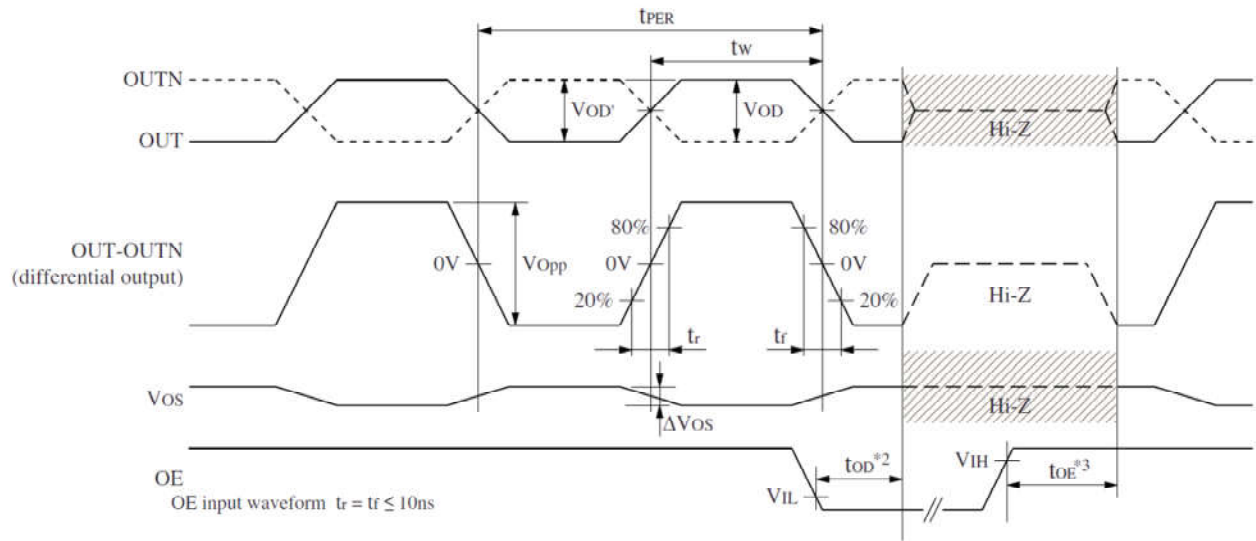 tPER
tw
OUTN
VOD'
VOD
OUT
Hi-Z
80%
80%
OUT-OUTN
(differential output)
0V
VOpp
0V
0V
20%
20%
Hi-Z
tr
tf
VOS
ΔVOS
Hi-Z
OE
VIL
tOD*2
VIH
tOE*3
OE input waveform tr = tf ≤ 10ns